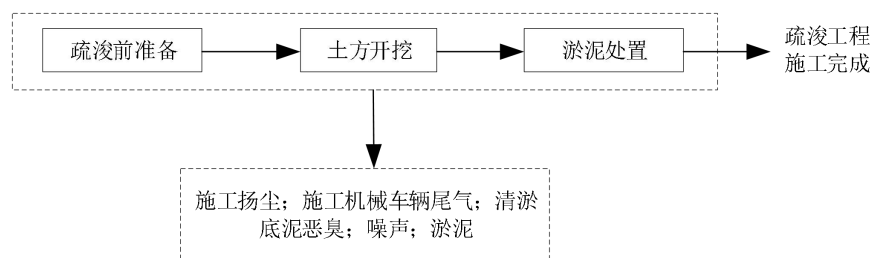 疏浚前准备
土方开挖
淤泥处置
疏浚工程
施工完成
施工扬尘；施工机械车辆尾气；清淤
底泥恶臭；噪声；淤泥